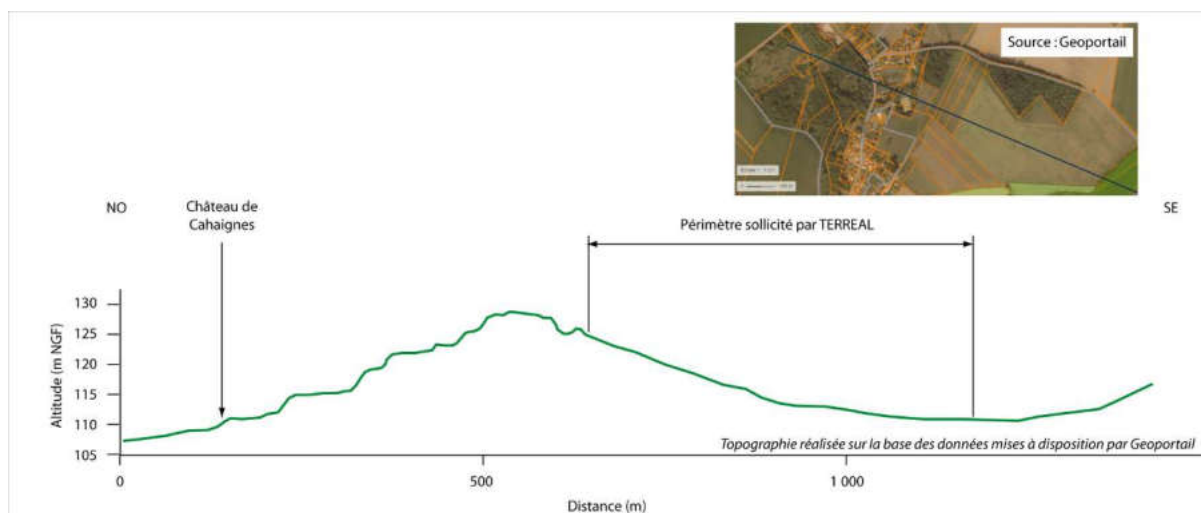 Source : Geoportail
NO
Château de
Cahaignes
Périmètre sollicité par TERREAL
SE
Altitude (m NGF)
130
125
120
115
110
105
Topographie réalisée sur la base des données mises à disposition par Geoportail
0
500
1 000
Distance (m)